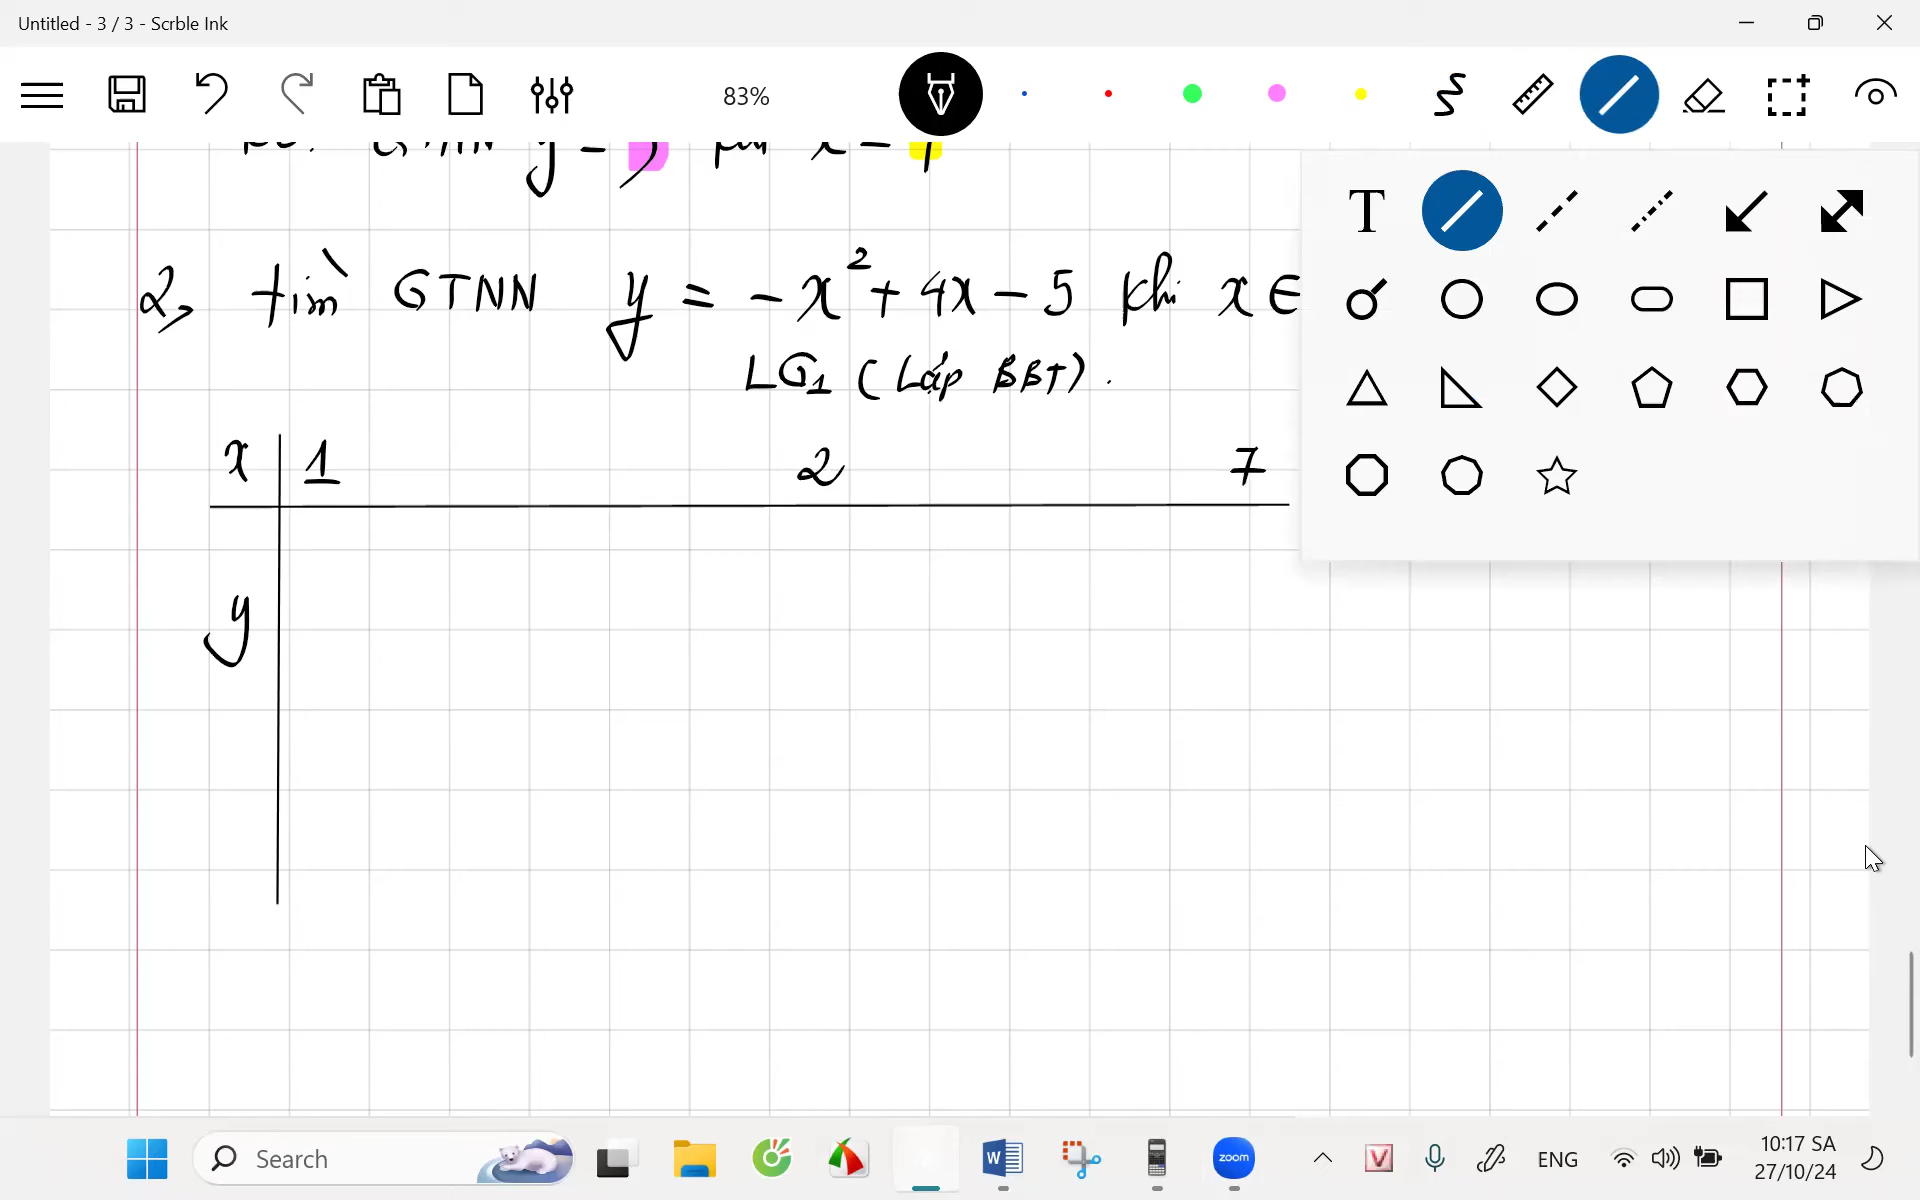 Untitled - 3 / 3 - Scrble Ink
83%
T
2, tìm GTNN y = -x² + 4x - 5 khi x ∈
LG1 (Lập BBT).
x 1 2 7
y
Search
ENG
10:17 SA
27/10/24
zoom